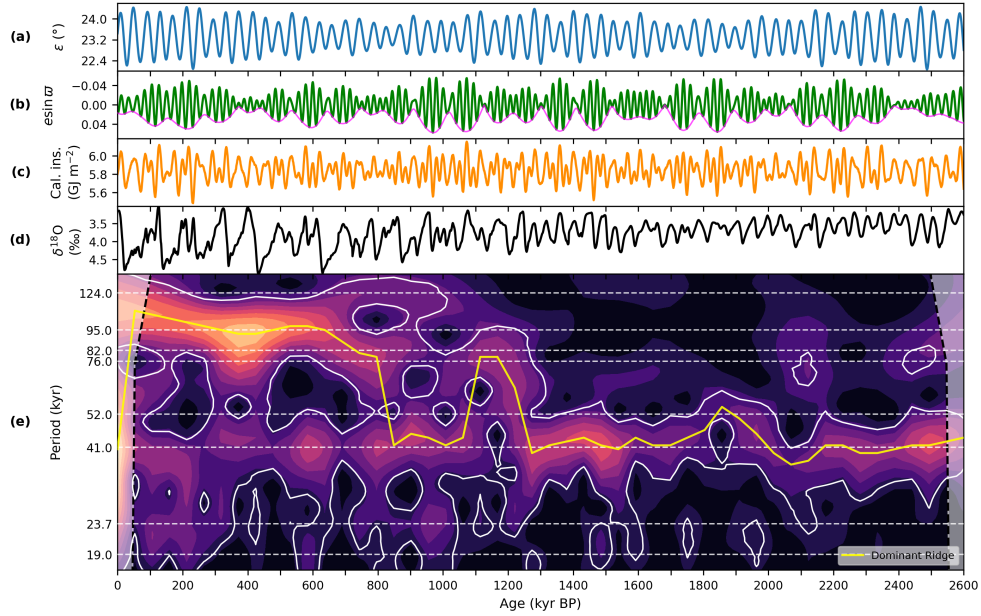 (a)
ε (°)
24.0
23.2
22.4
(b)
esinϖ
−0.04
0.00
0.04
(c)
Cal. ins.
(GJ m⁻²)
6.0
5.8
5.6
(d)
δ¹⁸O
(‰)
3.5
4.0
4.5
(e)
Period (kyr)
124.0
95.0
82.0
76.0
52.0
41.0
23.7
19.0
Dominant Ridge
0 200 400 600 800 1000 1200 1400 1600 1800 2000 2200 2400 2600
Age (kyr BP)